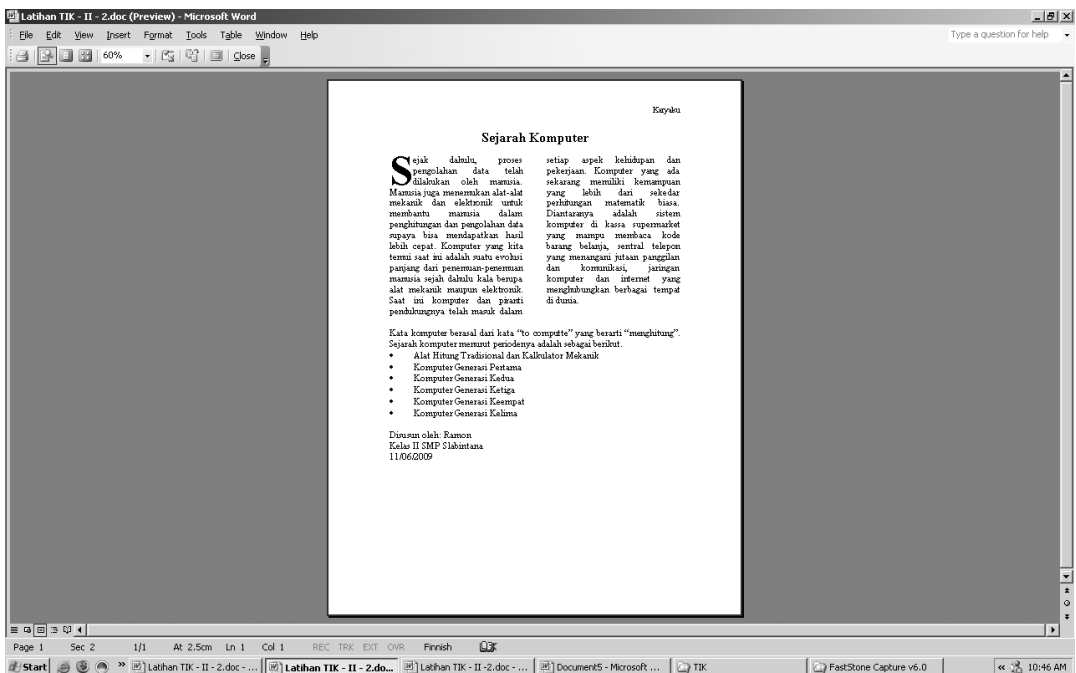 Latihan TIK - II - 2.doc (Preview) - Microsoft Word
File Edit View Insert Format Tools Table Window Help
Type a question for help
60%
Close
Karyaku
Sejarah Komputer
Sejak dahulu, proses
pengolahan data telah
dilakukan oleh manusia.
Manusia juga menemukan alat-alat
mekanik dan elektronik untuk
membantu manusia dalam
penghitungan dan pengolahan data
supaya bisa mendapatkan hasil
lebih cepat. Komputer yang kita
temui saat ini adalah suatu evolusi
panjang dari penemuan-penemuan
manusia sejah dahulu kala berupa
alat mekanik maupun elektronik.
Saat ini komputer dan piranti
pendukungnya telah masuk dalam
setiap aspek kehidupan dan
pekerjaan. Komputer yang ada
sekarang memiliki kemampuan
yang lebih dari sekedar
perhitungan matematik biasa.
Diantaranya adalah sistem
komputer di kassa supermarket
yang mampu membaca kode
barang belanja, sentral telepon
yang menangani jutaan panggilan
dan komunikasi, jaringan
komputer dan internet yang
menghubungkan berbagai tempat
di dunia.
Kata komputer berasal dari kata “to computte” yang berarti “menghitung”.
Sejarah komputer menurut periodenya adalah sebagai berikut.
• Alat Hitung Tradisional dan Kalkulator Mekanik
• Komputer Generasi Pertama
• Komputer Generasi Kedua
• Komputer Generasi Ketiga
• Komputer Generasi Keempat
• Komputer Generasi Kelima
Disusun oleh: Ramon
Kelas II SMP Slabintana
11/06/2009
Page 1 Sec 2 1/1 At 2.5cm Ln 1 Col 1 REC TRK EXT OVR Finnish
Start Latihan TIK - II - 2.doc - ... Latihan TIK - II - 2.do... Latihan TIK - II -2.doc - ... Document5 - Microsoft ... TIK FastStone Capture v6.0 10:46 AM